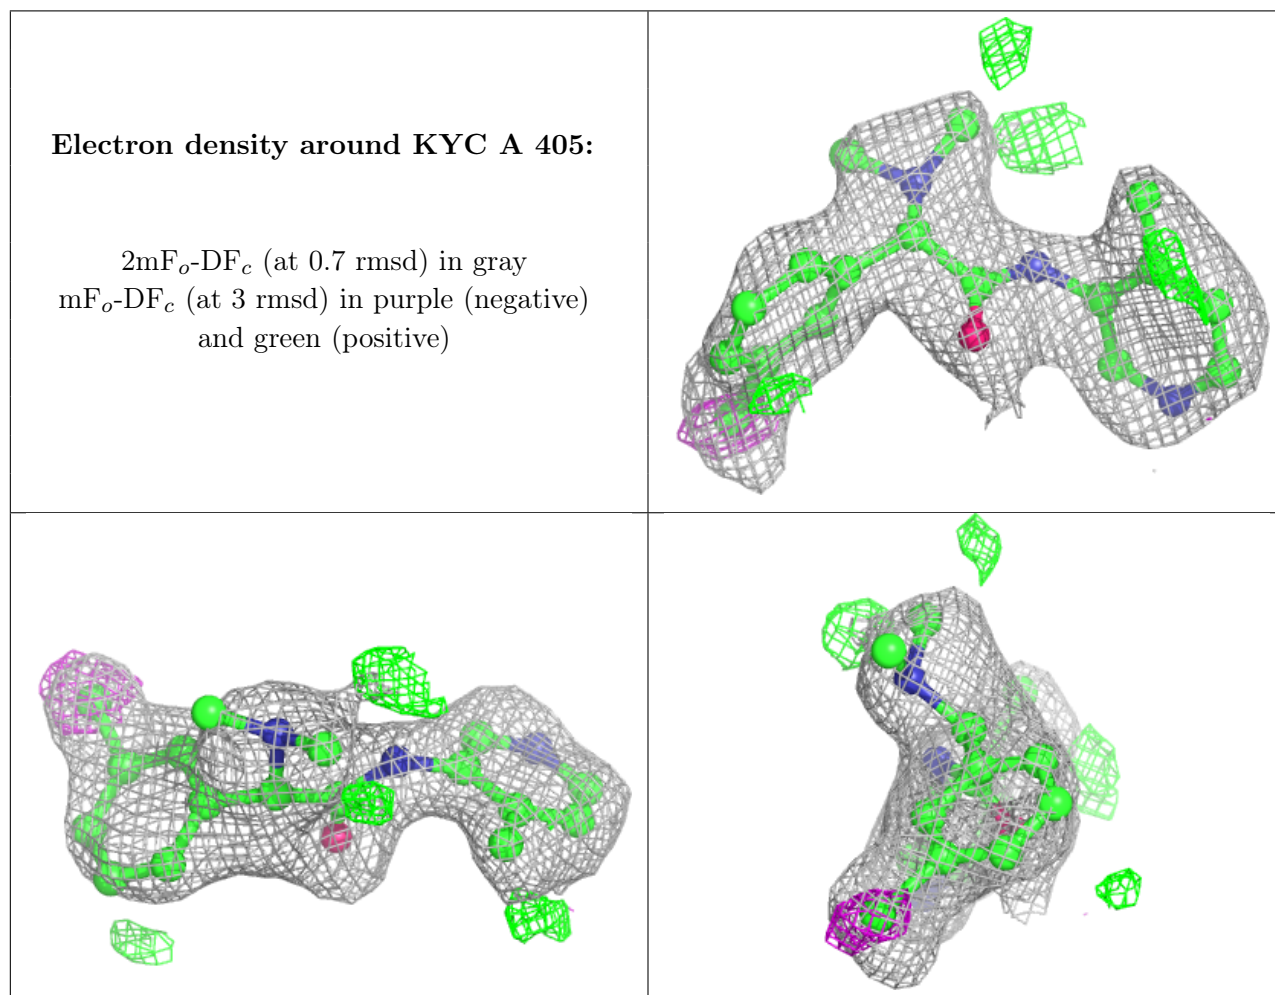 Electron density around KYC A 405:
2mFₒ-DF𝒸 (at 0.7 rmsd) in gray
mFₒ-DF𝒸 (at 3 rmsd) in purple (negative)
and green (positive)